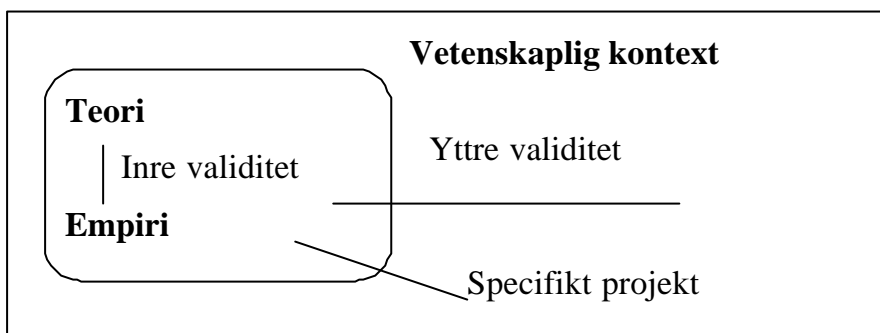 Vetenskaplig kontext
Teori
Inre validitet
Yttre validitet
Empiri
Specifikt projekt